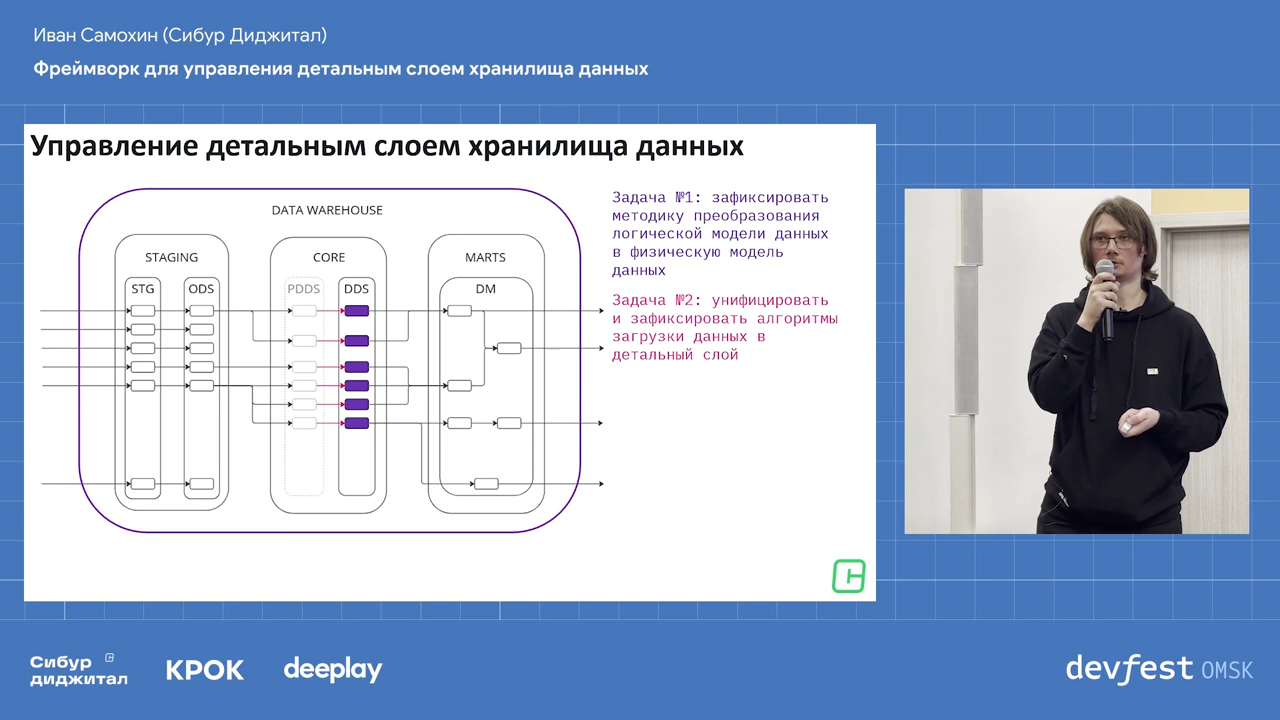 Иван Самохин (Сибур Диджитал)
Фреймворк для управления детальным слоем хранилища данных
Управление детальным слоем хранилища данных
DATA WAREHOUSE
STAGING
CORE
MARTS
STG
ODS
PDDS
DDS
DM
Задача №1: зафиксировать
методику преобразования
логической модели данных
в физическую модель
данных
Задача №2: унифицировать
и зафиксировать алгоритмы
загрузки данных в
детальный слой
Сибур
диджитал
КРОК
deeplay
devfest OMSK